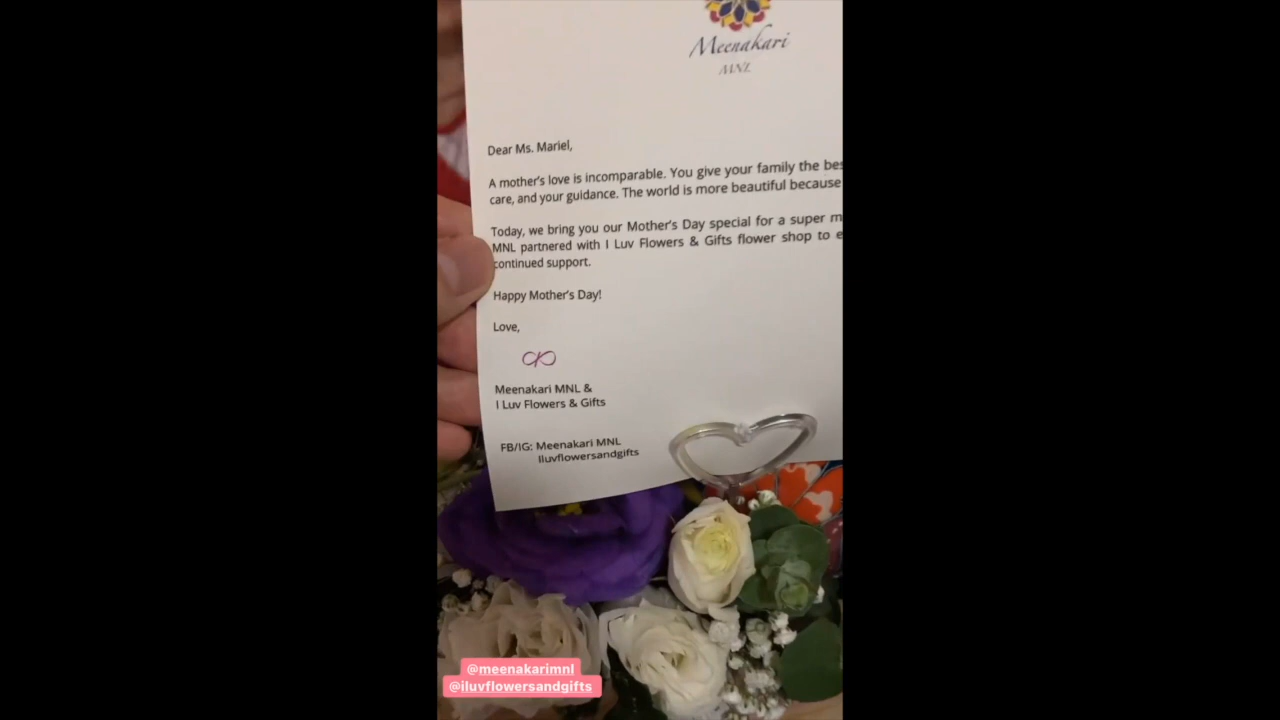 Meenakari
MNL
Dear Ms. Mariel,
A mother's love is incomparable. You give your family the
care, and your guidance. The world is more beautiful because
Today, we bring you our Mother's Day special for a super
MNL partnered with I Luv Flowers & Gifts flower shop to
continued support.
Happy Mother's Day!
Love,
Meenakari MNL &
I Luv Flowers & Gifts
FB/IG: Meenakari MNL
Iluvflowersandgifts
@meenakarimnl
@iluvflowersandgifts